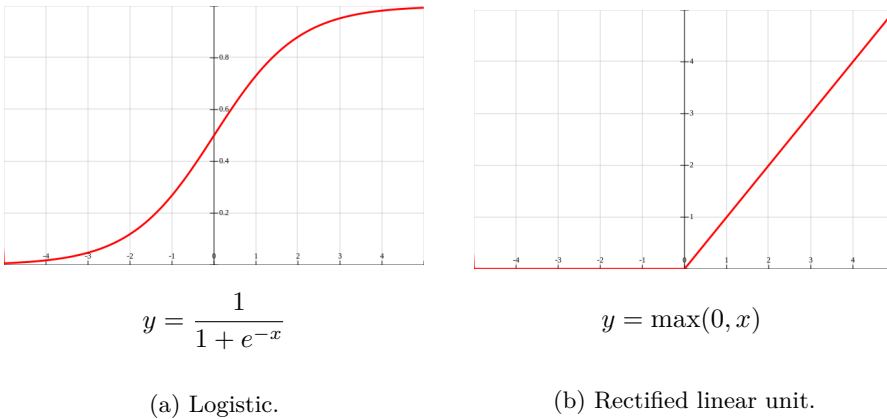 0.8
0.6
0.4
0.2
-4 -3 -2 -1 0 1 2 3 4
4
3
2
1
-4 -3 -2 -1 0 1 2 3 4
y = 1 / (1 + e^{-x})
y = max(0, x)
(a) Logistic.
(b) Rectified linear unit.